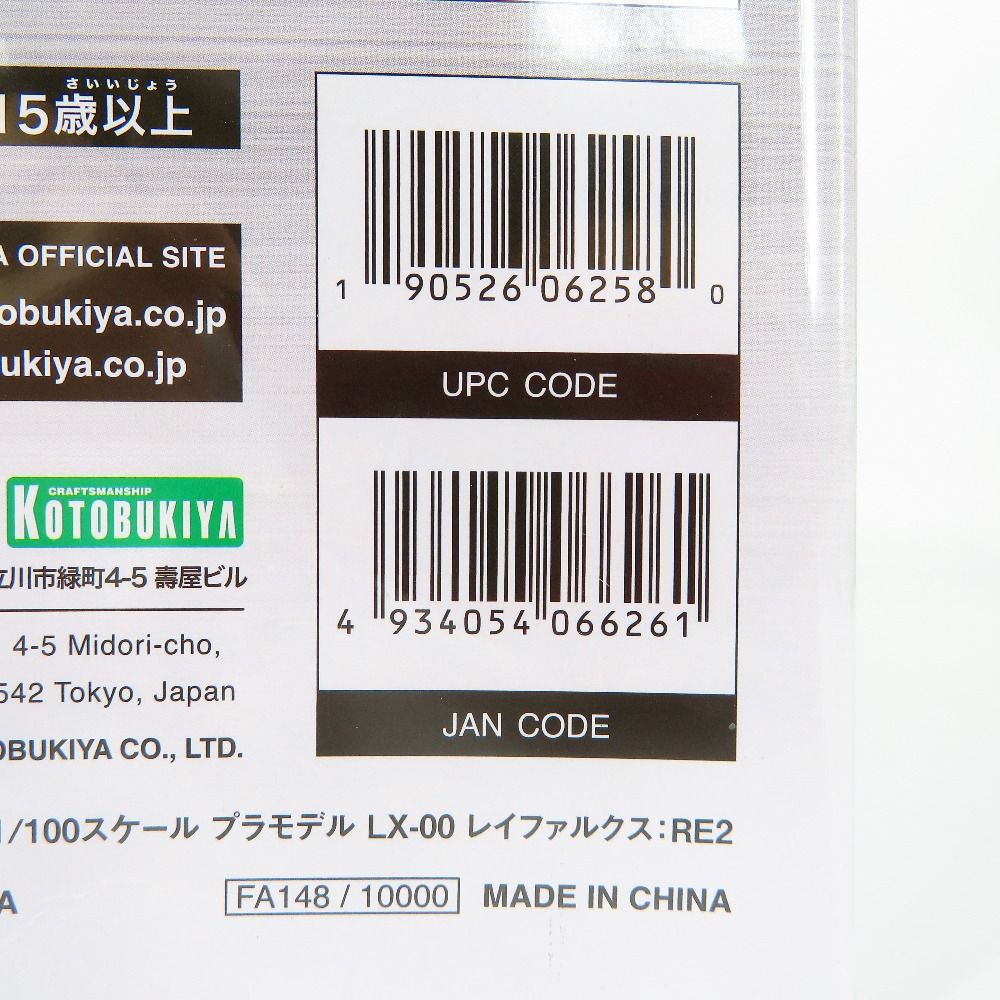 さいいじょう
15歳以上
A OFFICIAL SITE
obukiya.co.jp
ukiya.co.jp
CRAFTSMANSHIP
KOTOBUKIYA
立川市緑町4-5 壽屋ビル
4-5 Midori-cho,
542 Tokyo, Japan
OBUKIYA CO., LTD.
1 90526 06258 0
UPC CODE
4 934054 066261
JAN CODE
1/100スケール プラモデル LX-00 レイファルクス:RE2
A
FA148 / 10000
MADE IN CHINA